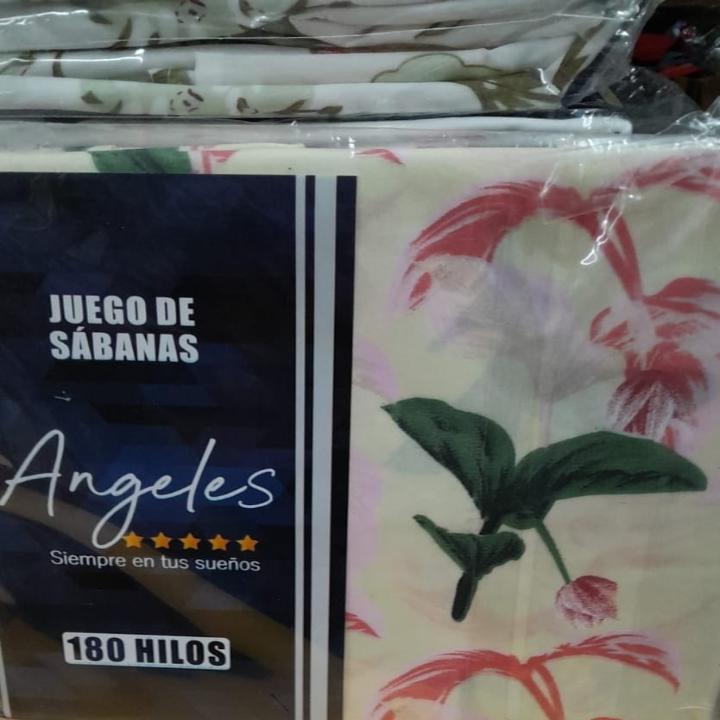 JUEGO DE
SÁBANAS
Angeles
Siempre en tus sueños
180 HILOS